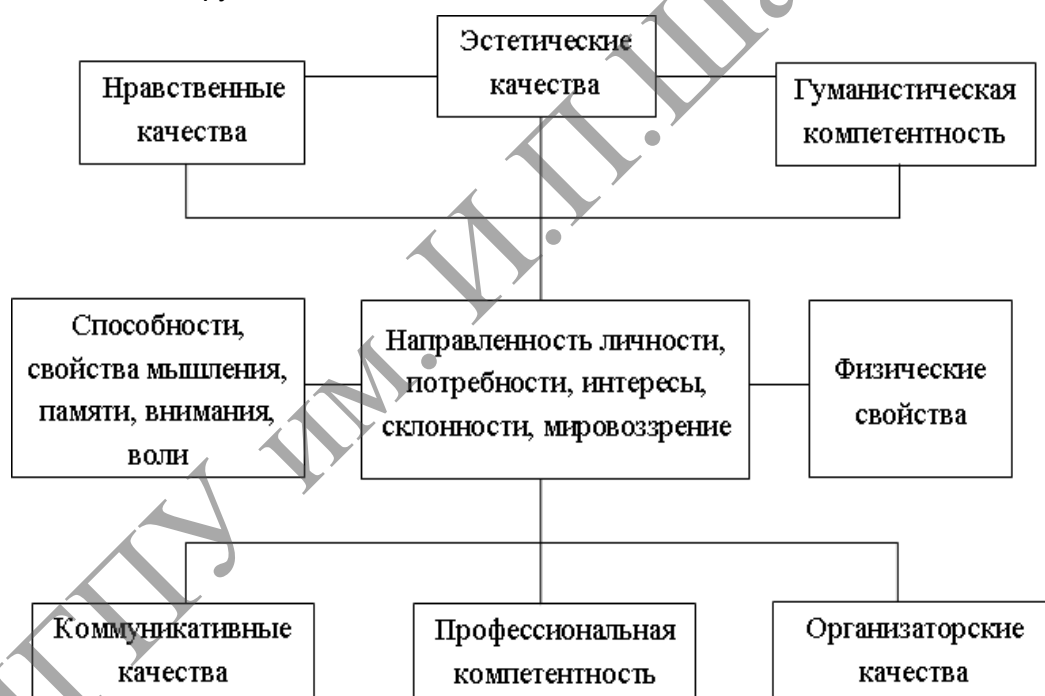 Эстетические
качества
Нравственные
качества
Гуманистическая
компетентность
Способности,
свойства мышления,
памяти, внимания,
воли
Направленность личности,
потребности, интересы,
склонности, мировоззрение
Физические
свойства
Коммуникативные
качества
Профессиональная
компетентность
Организаторские
качества
им. И.П.